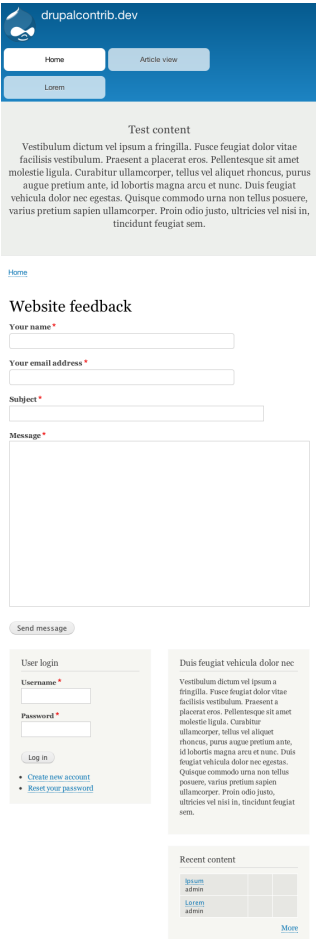 drupalcontrib.dev
Home
Article view
Lorem
Test content
Vestibulum dictum vel ipsum a fringilla. Fusce feugiat dolor vitae
facilisis vestibulum. Praesent a placerat eros. Pellentesque sit amet
molestie ligula. Curabitur ullamcorper, tellus vel aliquet rhoncus, purus
augue pretium ante, id lobortis magna arcu et nunc. Duis feugiat
vehicula dolor nec egestas. Quisque commodo urna non tellus posuere,
varius pretium sapien ullamcorper. Proin odio justo, ultricies vel nisi in,
tincidunt feugiat sem.
Home
Website feedback
Your name *
Your email address *
Subject *
Message *
Send message
User login
Username *
Password *
Log in
Create new account
Reset your password
Duis feugiat vehicula dolor nec
Vestibulum dictum vel ipsum a
fringilla. Fusce feugiat dolor vitae
facilisis vestibulum. Praesent a
placerat eros. Pellentesque sit amet
molestie ligula. Curabitur
ullamcorper, tellus vel aliquet
rhoncus, purus augue pretium ante,
id lobortis magna arcu et nunc. Duis
feugiat vehicula dolor nec egestas.
Quisque commodo urna non tellus
posuere, varius pretium sapien
ullamcorper. Proin odio justo,
ultricies vel nisi in, tincidunt feugiat
sem.
Recent content
Ipsum
admin
Lorem
admin
More